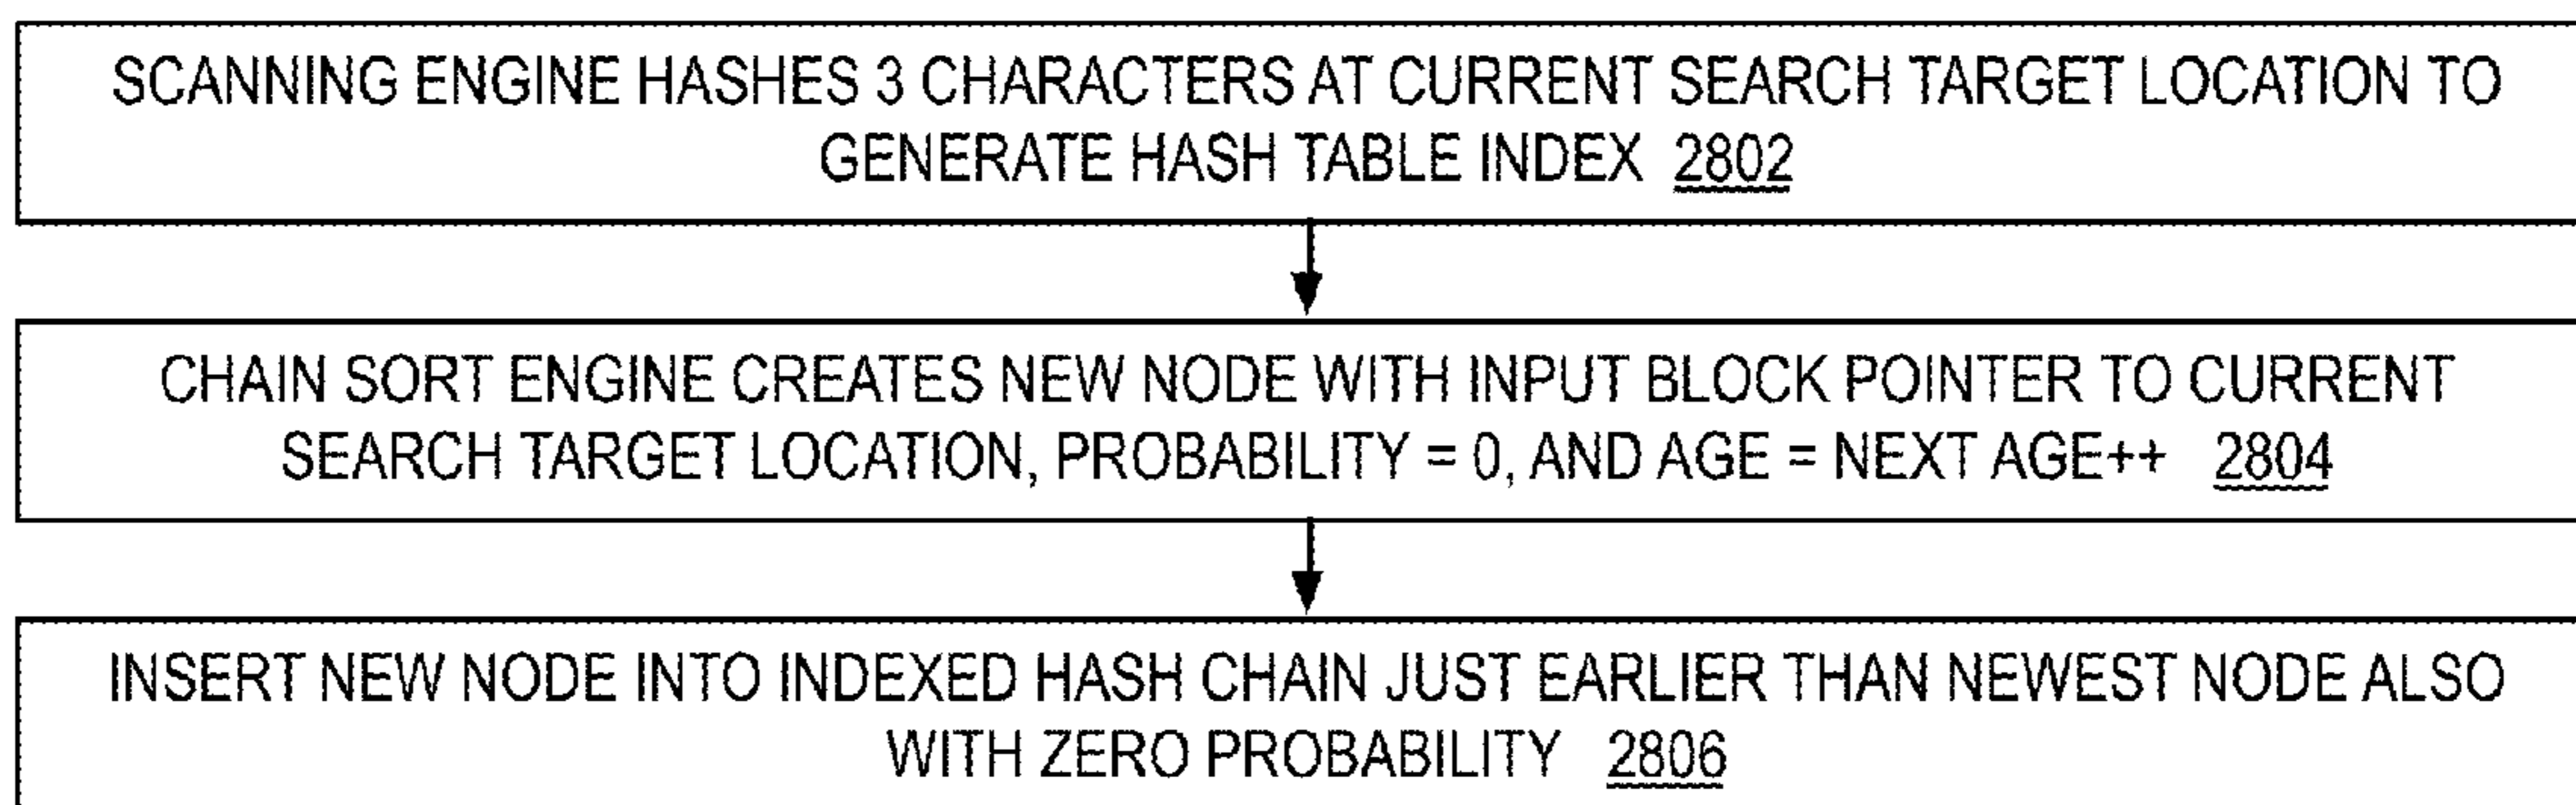 SCANNING ENGINE HASHES 3 CHARACTERS AT CURRENT SEARCH TARGET LOCATION TO
GENERATE HASH TABLE INDEX 2802
CHAIN SORT ENGINE CREATES NEW NODE WITH INPUT BLOCK POINTER TO CURRENT
SEARCH TARGET LOCATION, PROBABILITY = 0, AND AGE = NEXT AGE++ 2804
INSERT NEW NODE INTO INDEXED HASH CHAIN JUST EARLIER THAN NEWEST NODE ALSO
WITH ZERO PROBABILITY 2806